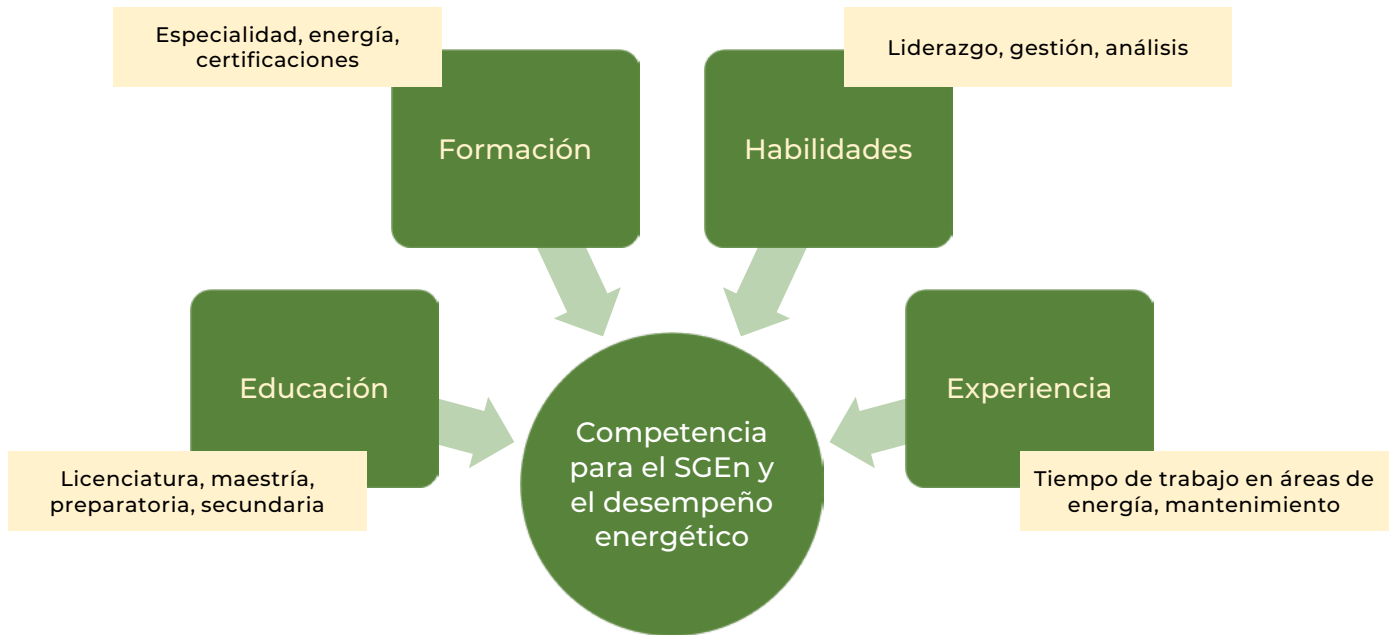 Especialidad, energía,
certificaciones
Formación
Liderazgo, gestión, análisis
Habilidades
Educación
Licenciatura, maestría,
preparatoria, secundaria
Experiencia
Tiempo de trabajo en áreas de
energía, mantenimiento
Competencia
para el SGEn y
el desempeño
energético